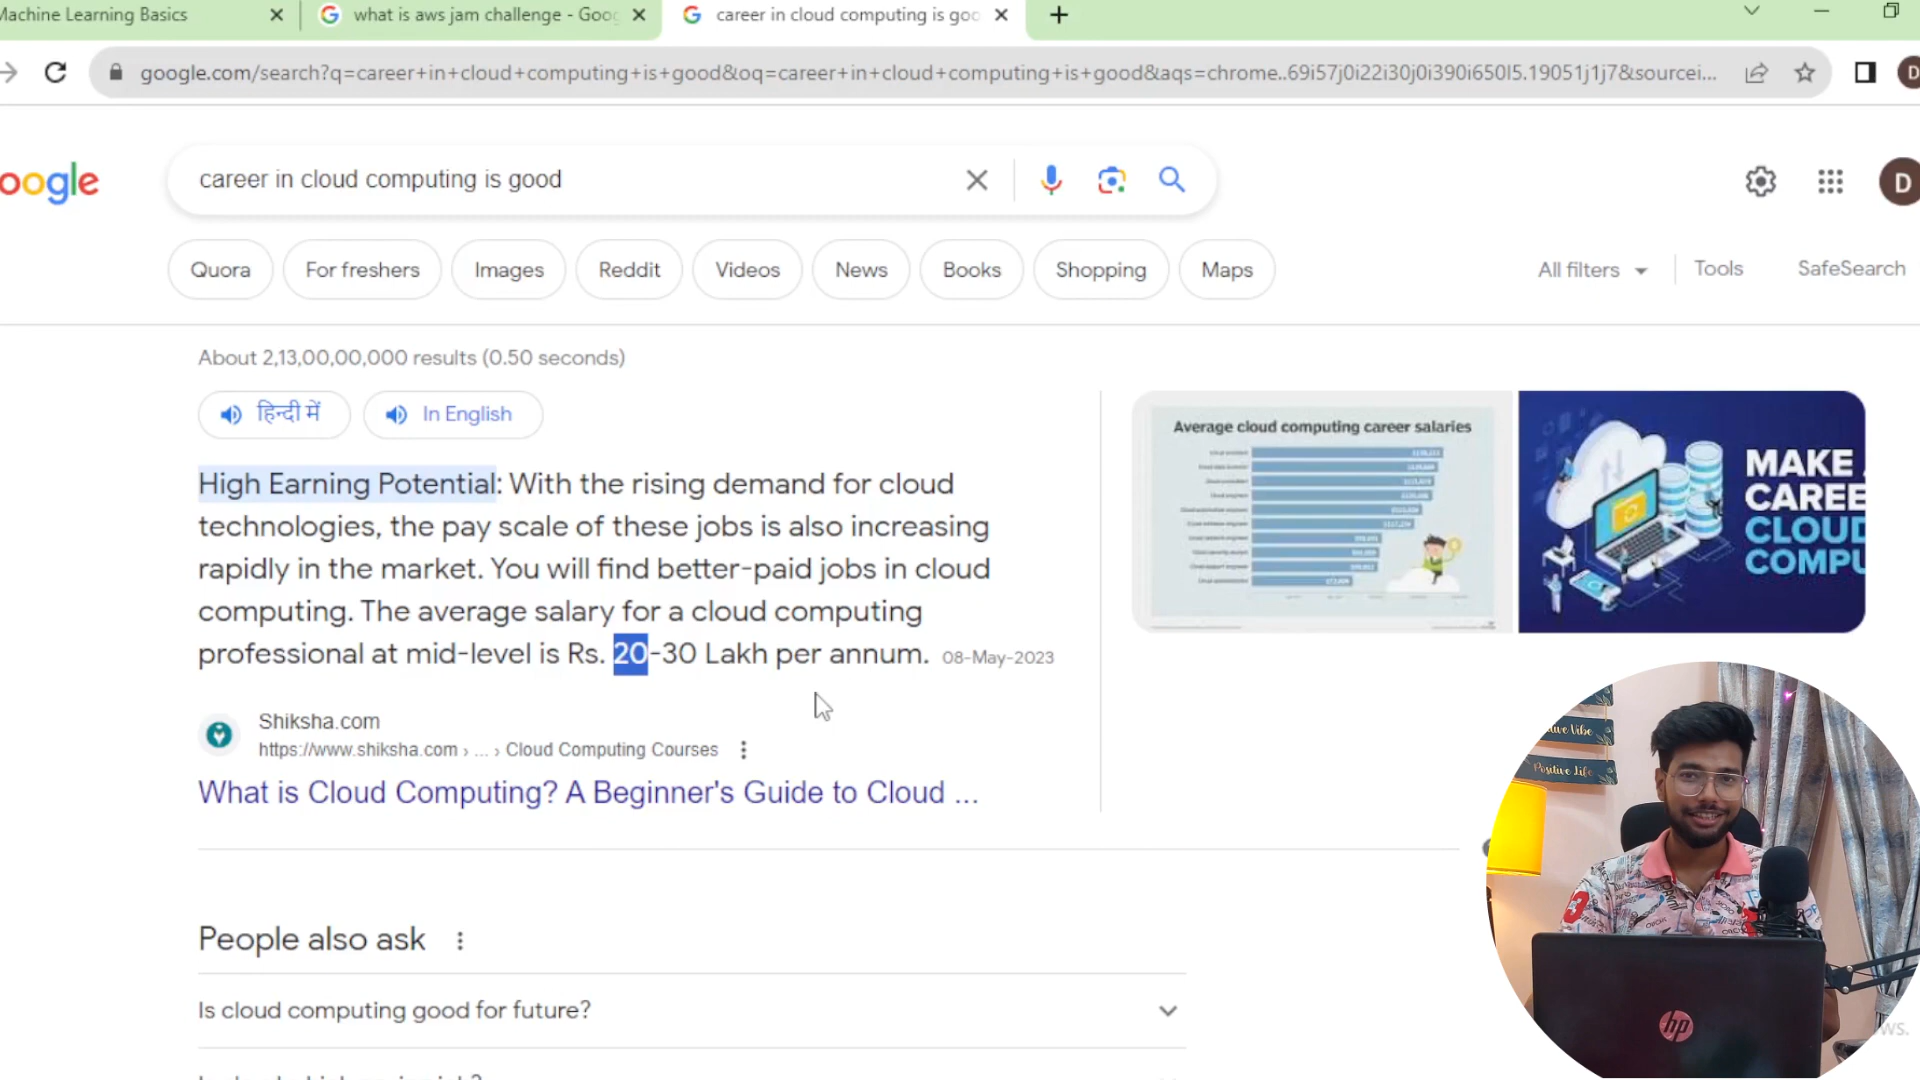 Machine Learning Basics
what is aws jam challenge - Goo
career in cloud computing is goo
google.com/search?q=career+in+cloud+computing+is+good&oq=career+in+cloud+computing+is+good&aqs=chrome..69i57j0i22i30j0i390i650l5.19051j1j7&sourcei...
D
oogle
career in cloud computing is good
D
Quora
For freshers
Images
Reddit
Videos
News
Books
Shopping
Maps
All filters
Tools
SafeSearch
About 2,13,00,00,000 results (0.50 seconds)
हिन्दी में
In English
High Earning Potential: With the rising demand for cloud
technologies, the pay scale of these jobs is also increasing
rapidly in the market. You will find better-paid jobs in cloud
computing. The average salary for a cloud computing
professional at mid-level is Rs. 20-30 Lakh per annum. 08-May-2023
Average cloud computing career salaries
MAKE
CAREE
CLOUD
COMPU
Shiksha.com
https://www.shiksha.com › ... › Cloud Computing Courses
What is Cloud Computing? A Beginner's Guide to Cloud ...
People also ask
Is cloud computing good for future?
Positive Life
hp
ws.